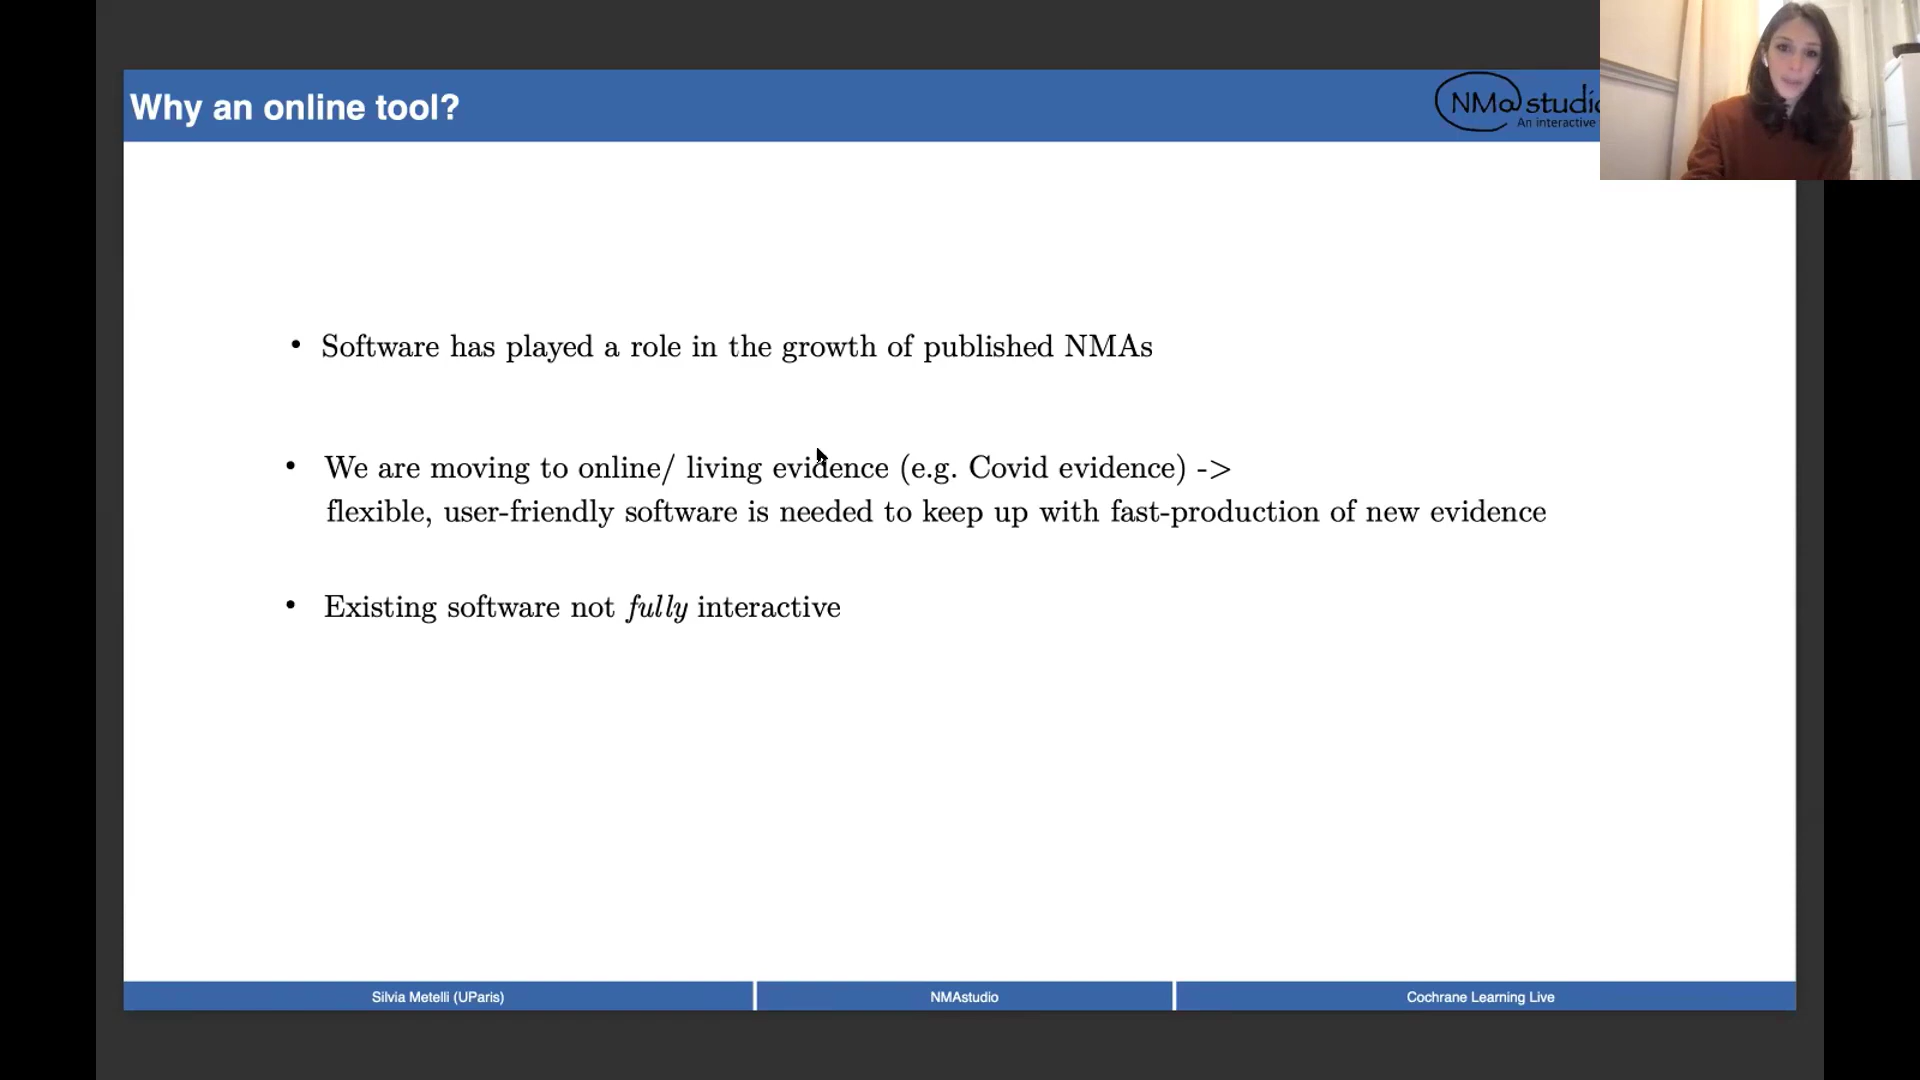 Why an online tool?
NMa studio
An interactive
• Software has played a role in the growth of published NMAs
• We are moving to online/ living evidence (e.g. Covid evidence) ->
flexible, user-friendly software is needed to keep up with fast-production of new evidence
• Existing software not fully interactive
Silvia Metelli (UParis)
NMAstudio
Cochrane Learning Live